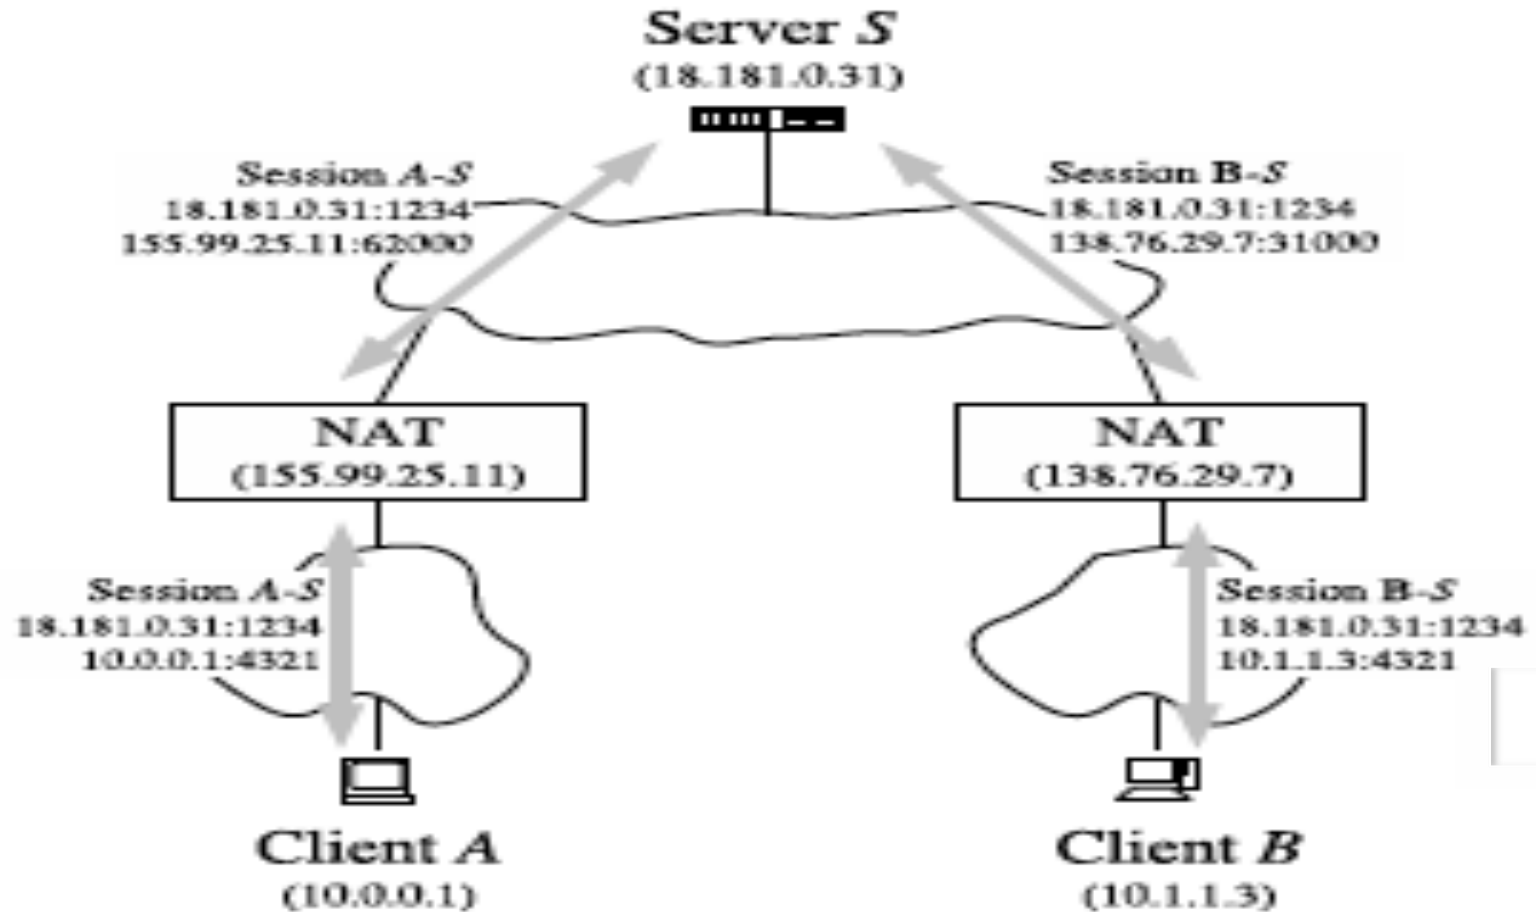 Server S
(18.181.0.31)
Session A-S
18.181.0.31:1234
155.99.25.11:62000
Session B-S
18.181.0.31:1234
138.76.29.7:31000
NAT
(155.99.25.11)
NAT
(138.76.29.7)
Session A-S
18.181.0.31:1234
10.0.0.1:4321
Session B-S
18.181.0.31:1234
10.1.1.3:4321
Client A
(10.0.0.1)
Client B
(10.1.1.3)